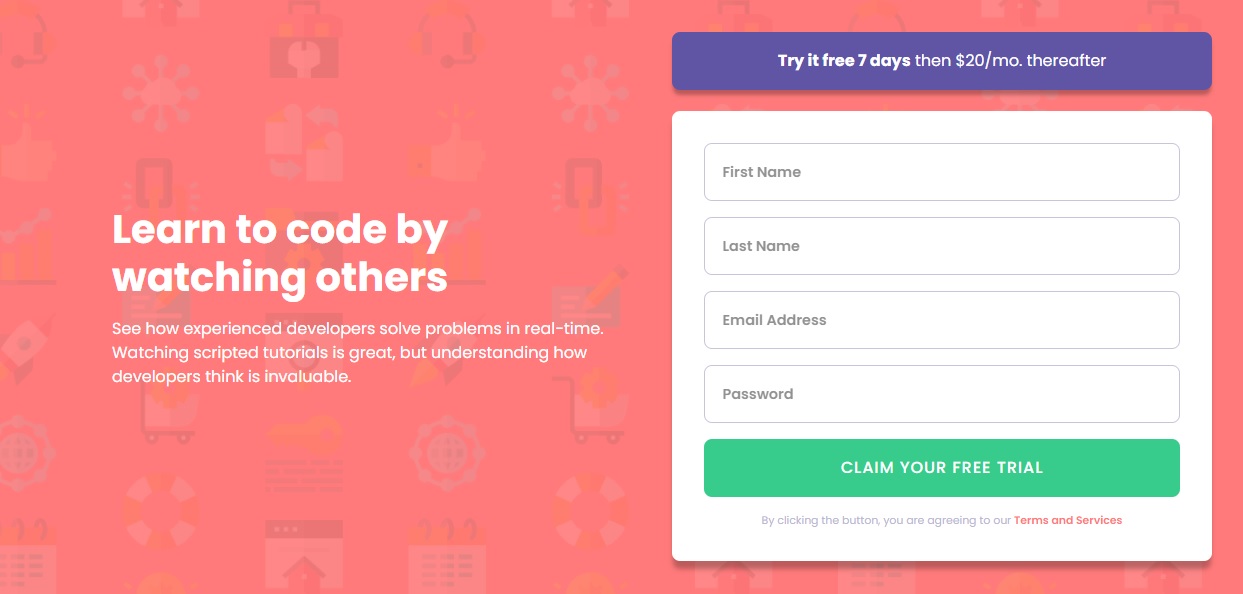 Learn to code by
watching others
See how experienced developers solve problems in real-time.
Watching scripted tutorials is great, but understanding how
developers think is invaluable.
Try it free 7 days then $20/mo. thereafter
First Name
Last Name
Email Address
Password
CLAIM YOUR FREE TRIAL
By clicking the button, you are agreeing to our Terms and Services